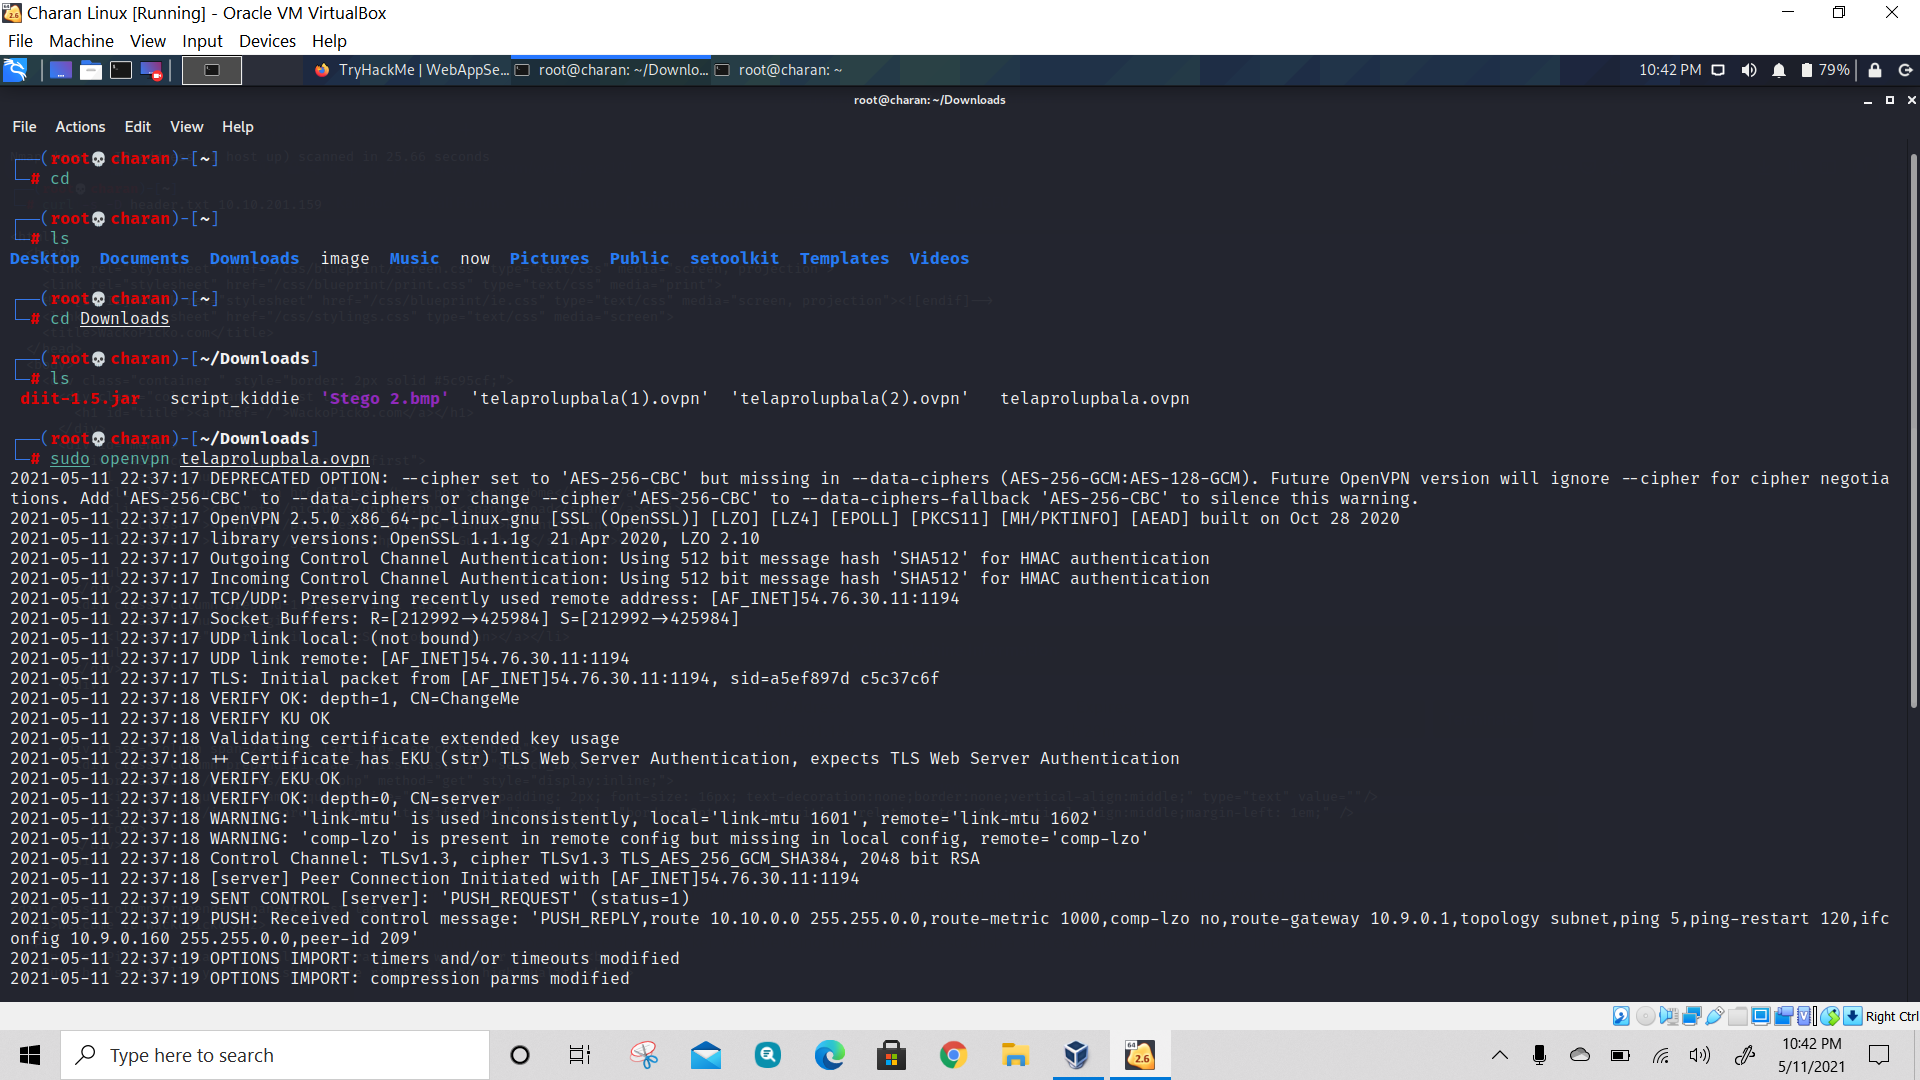 Charan Linux [Running] - Oracle VM VirtualBox
File Machine View Input Devices Help
TryHackMe | WebAppSe... root@charan: ~/Downlo... root@charan: ~ 10:42 PM 79%
root@charan: ~/Downloads
File Actions Edit View Help
(root💀charan)-[~]
# cd
(root💀charan)-[~]
# ls
Desktop Documents Downloads image Music now Pictures Public setoolkit Templates Videos
(root💀charan)-[~]
# cd Downloads
(root💀charan)-[~/Downloads]
# ls
diit-1.5.jar script_kiddie 'Stego 2.bmp' 'telaprolupbala(1).ovpn' 'telaprolupbala(2).ovpn' telaprolupbala.ovpn
(root💀charan)-[~/Downloads]
# sudo openvpn telaprolupbala.ovpn
2021-05-11 22:37:17 DEPRECATED OPTION: --cipher set to 'AES-256-CBC' but missing in --data-ciphers (AES-256-GCM:AES-128-GCM). Future OpenVPN version will ignore --cipher for cipher negotia
tions. Add 'AES-256-CBC' to --data-ciphers or change --cipher 'AES-256-CBC' to --data-ciphers-fallback 'AES-256-CBC' to silence this warning.
2021-05-11 22:37:17 OpenVPN 2.5.0 x86_64-pc-linux-gnu [SSL (OpenSSL)] [LZO] [LZ4] [EPOLL] [PKCS11] [MH/PKTINFO] [AEAD] built on Oct 28 2020
2021-05-11 22:37:17 library versions: OpenSSL 1.1.1g  21 Apr 2020, LZO 2.10
2021-05-11 22:37:17 Outgoing Control Channel Authentication: Using 512 bit message hash 'SHA512' for HMAC authentication
2021-05-11 22:37:17 Incoming Control Channel Authentication: Using 512 bit message hash 'SHA512' for HMAC authentication
2021-05-11 22:37:17 TCP/UDP: Preserving recently used remote address: [AF_INET]54.76.30.11:1194
2021-05-11 22:37:17 Socket Buffers: R=[212992->425984] S=[212992->425984]
2021-05-11 22:37:17 UDP link local: (not bound)
2021-05-11 22:37:17 UDP link remote: [AF_INET]54.76.30.11:1194
2021-05-11 22:37:17 TLS: Initial packet from [AF_INET]54.76.30.11:1194, sid=a5ef897d c5c37c6f
2021-05-11 22:37:18 VERIFY OK: depth=1, CN=ChangeMe
2021-05-11 22:37:18 VERIFY KU OK
2021-05-11 22:37:18 Validating certificate extended key usage
2021-05-11 22:37:18 ++ Certificate has EKU (str) TLS Web Server Authentication, expects TLS Web Server Authentication
2021-05-11 22:37:18 VERIFY EKU OK
2021-05-11 22:37:18 VERIFY OK: depth=0, CN=server
2021-05-11 22:37:18 WARNING: 'link-mtu' is used inconsistently, local='link-mtu 1601', remote='link-mtu 1602'
2021-05-11 22:37:18 WARNING: 'comp-lzo' is present in remote config but missing in local config, remote='comp-lzo'
2021-05-11 22:37:18 Control Channel: TLSv1.3, cipher TLSv1.3 TLS_AES_256_GCM_SHA384, 2048 bit RSA
2021-05-11 22:37:18 [server] Peer Connection Initiated with [AF_INET]54.76.30.11:1194
2021-05-11 22:37:19 SENT CONTROL [server]: 'PUSH_REQUEST' (status=1)
2021-05-11 22:37:19 PUSH: Received control message: 'PUSH_REPLY,route 10.10.0.0 255.255.0.0,route-metric 1000,comp-lzo no,route-gateway 10.9.0.1,topology subnet,ping 5,ping-restart 120,ifc
onfig 10.9.0.160 255.255.0.0,peer-id 209'
2021-05-11 22:37:19 OPTIONS IMPORT: timers and/or timeouts modified
2021-05-11 22:37:19 OPTIONS IMPORT: compression parms modified
Right Ctrl
Type here to search
64
2.6
10:42 PM
5/11/2021